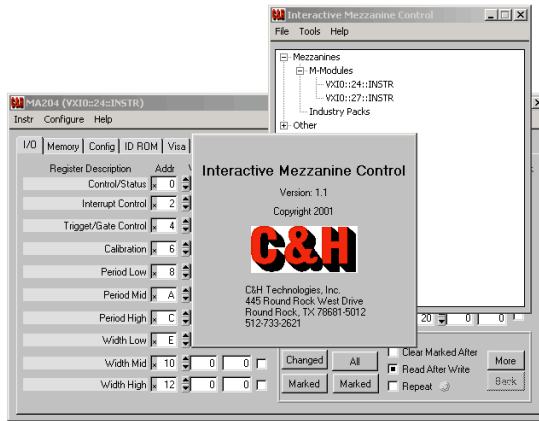 C&H Interactive Mezzanine Control
File Tools Help
Mezzanines
M-Modules
VXI0::24::INSTR
VXI0::27::INSTR
Industry Packs
Other
C&H MA204 (VXI0::24::INSTR)
Instr Configure Help
I/O Memory Config ID ROM Visa
Register Description Addr
Control/Status x 0
Interrupt Control x 2
Trigget/Gate Control x 4
Calibration x 6
Period Low x 8
Period Mid x A
Period High x C
Width Low x E
Width Mid x 10 0 0
Width High x 12 0 0
Interactive Mezzanine Control
Version: 1.1
Copyright 2001
C&H
C&H Technologies, Inc.
445 Round Rock West Drive
Round Rock, TX 78681-5012
512-733-2621
20 0 0
Changed All
Marked Marked
Clear Marked After
Read After Write
Repeat
More
Back